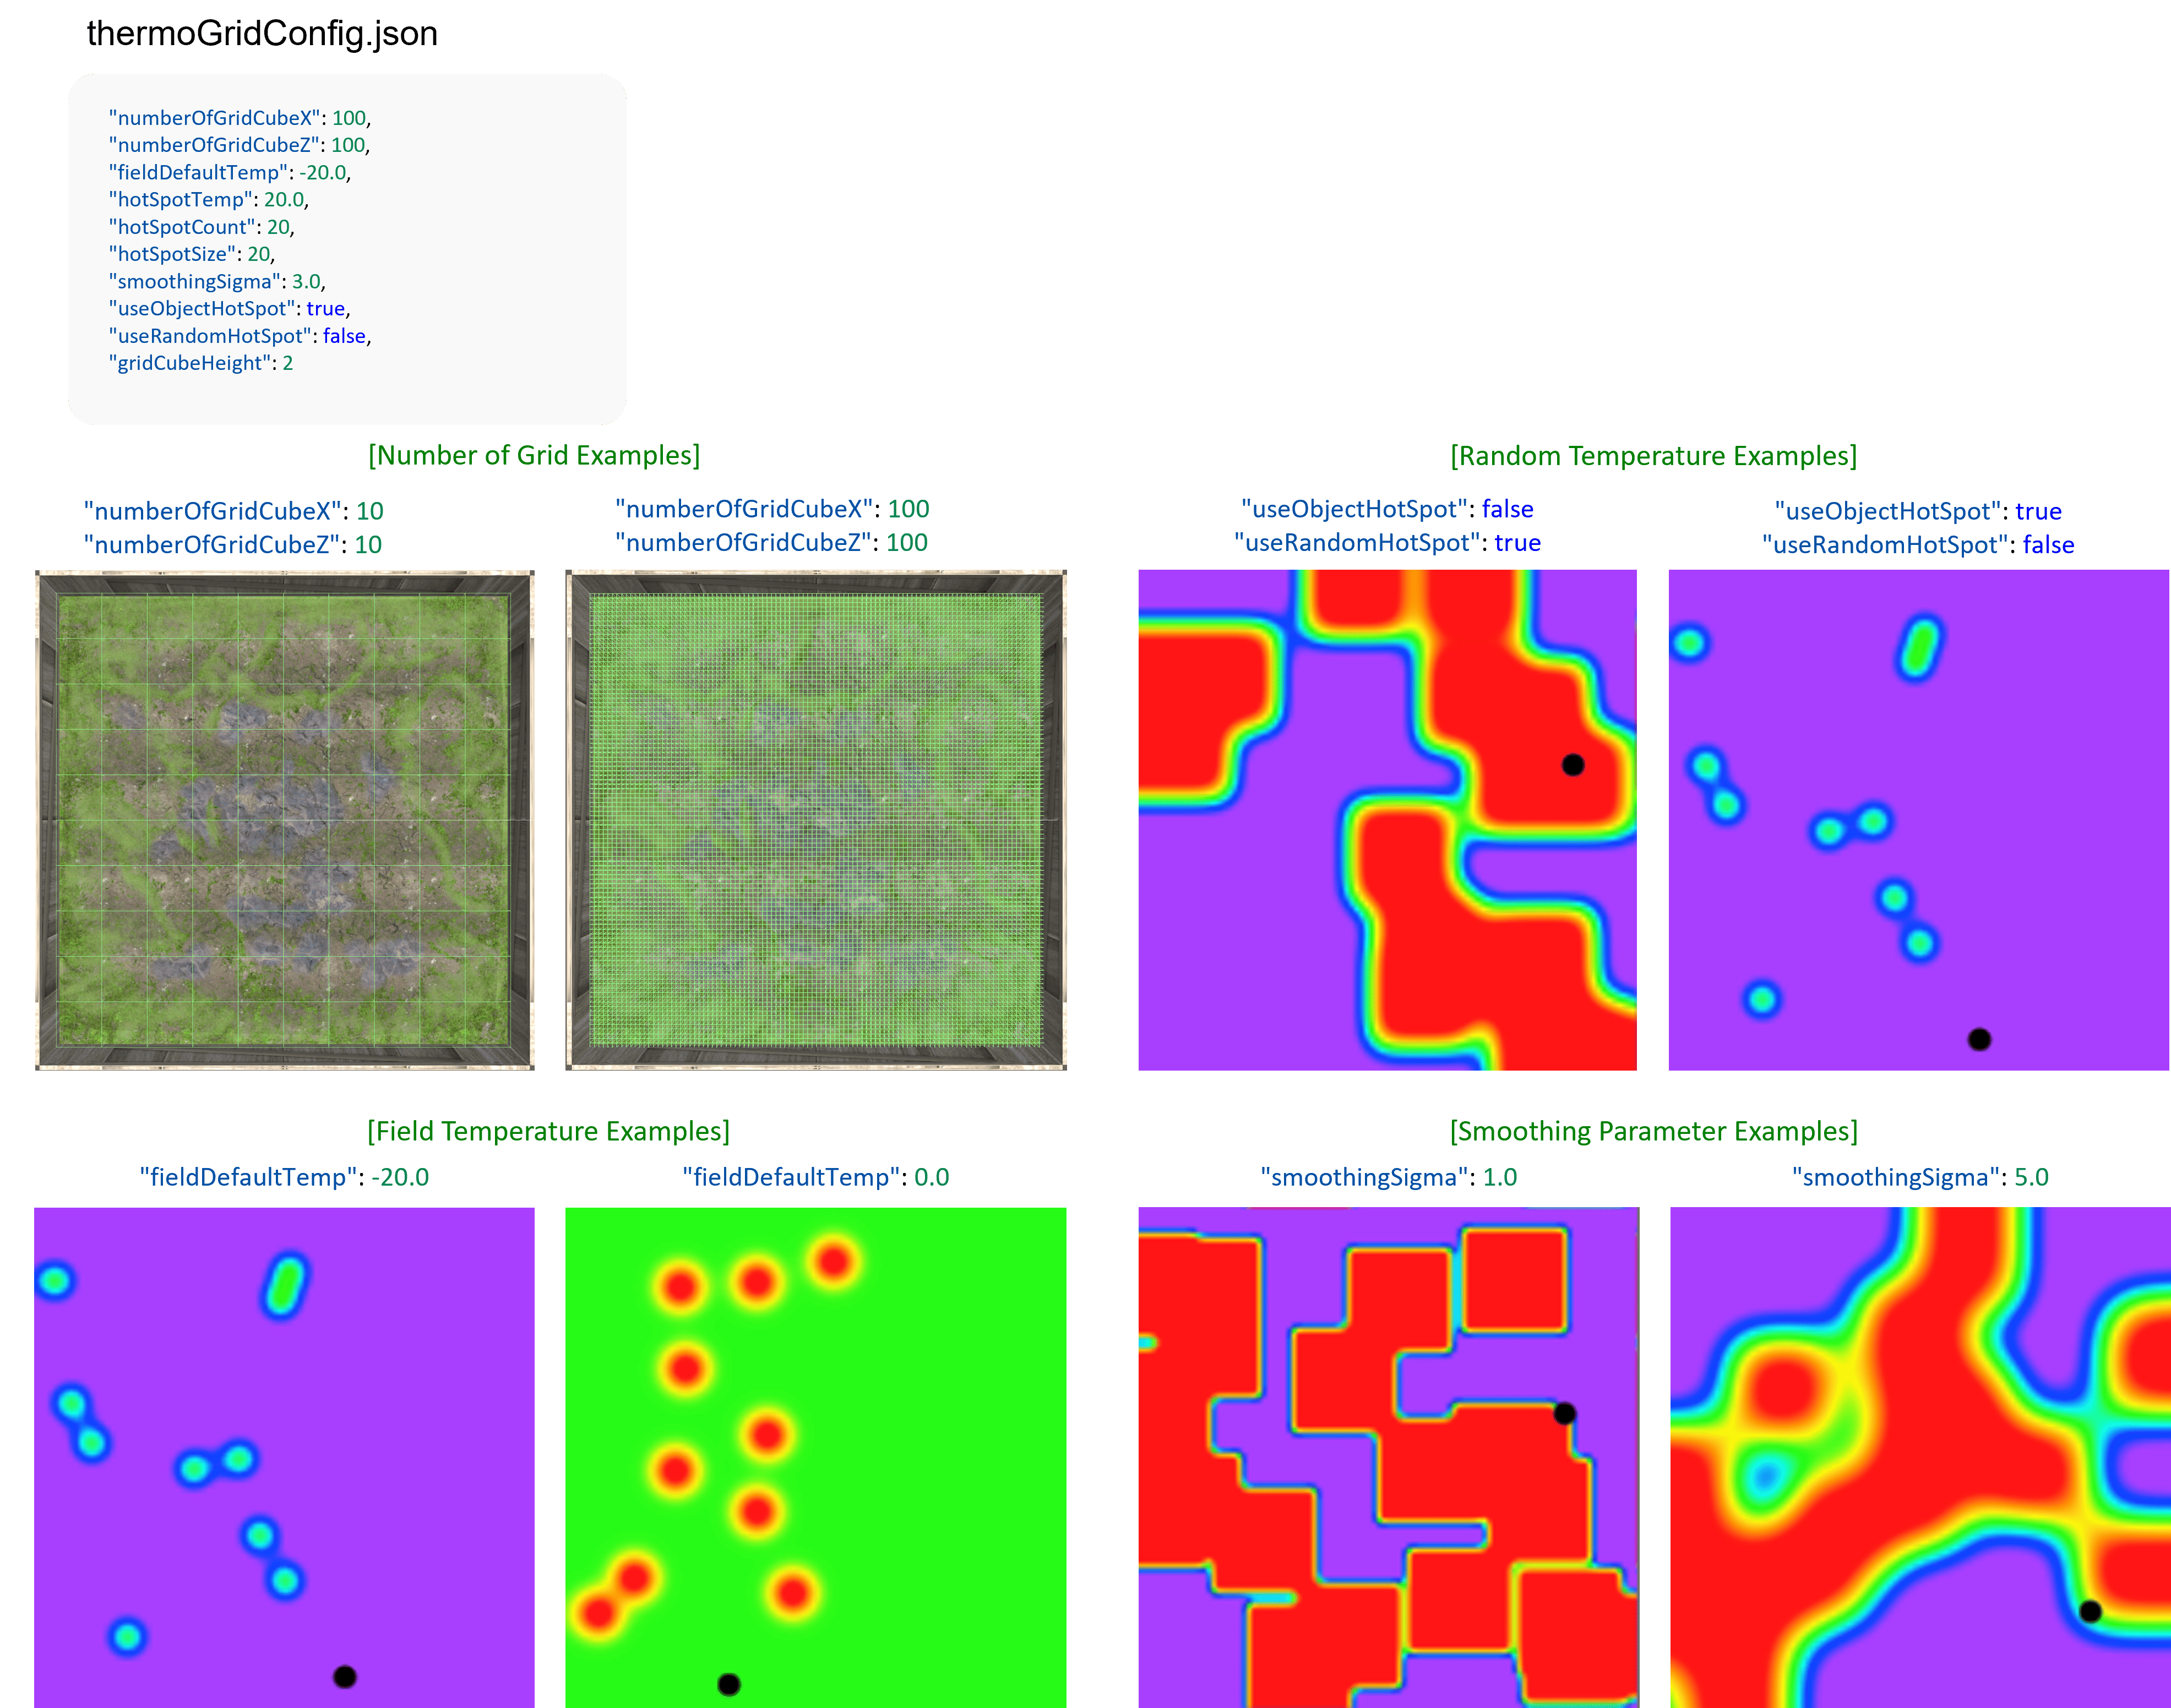 thermoGridConfig.json
"numberOfGridCubeX": 100,
"numberOfGridCubeZ": 100,
"fieldDefaultTemp": -20.0,
"hotSpotTemp": 20.0,
"hotSpotCount": 20,
"hotSpotSize": 20,
"smoothingSigma": 3.0,
"useObjectHotSpot": true,
"useRandomHotSpot": false,
"gridCubeHeight": 2
[Number of Grid Examples]
"numberOfGridCubeX": 10
"numberOfGridCubeZ": 10
"numberOfGridCubeX": 100
"numberOfGridCubeZ": 100
[Random Temperature Examples]
"useObjectHotSpot": false
"useRandomHotSpot": true
"useObjectHotSpot": true
"useRandomHotSpot": false
[Field Temperature Examples]
"fieldDefaultTemp": -20.0
"fieldDefaultTemp": 0.0
[Smoothing Parameter Examples]
"smoothingSigma": 1.0
"smoothingSigma": 5.0